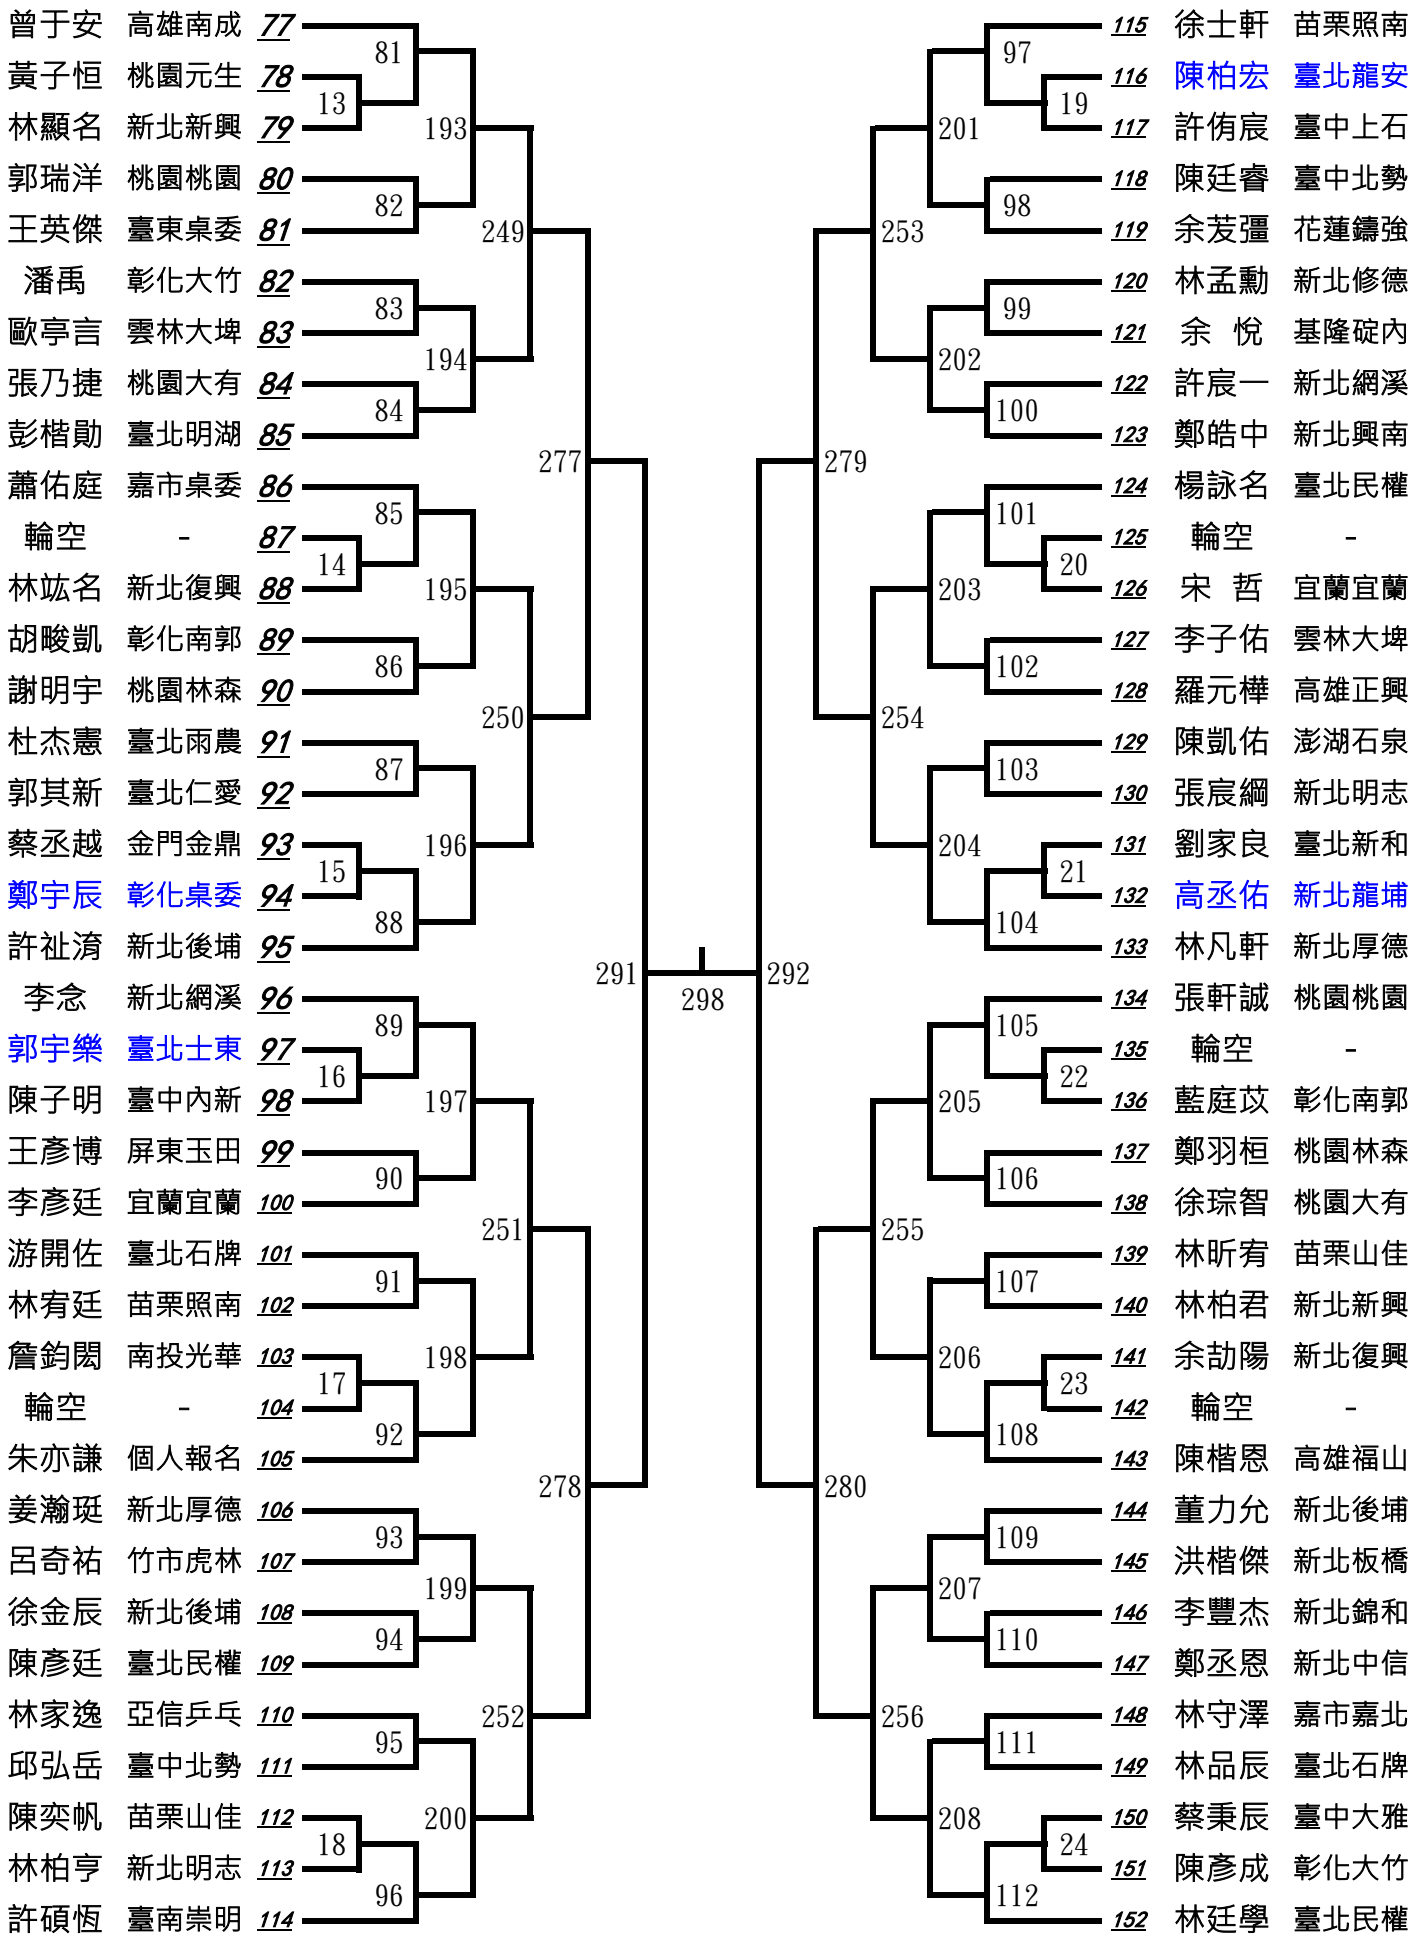 曾于安 高雄南成 77
黃子恒 桃園元生 78
林顯名 新北新興 79
郭瑞洋 桃園桃園 80
王英傑 臺東桌委 81
潘禹 彰化大竹 82
歐亭言 雲林大埤 83
張乃捷 桃園大有 84
彭楷勛 臺北明湖 85
蕭佑庭 嘉市桌委 86
輪空 - 87
林竑名 新北復興 88
胡畯凱 彰化南郭 89
謝明宇 桃園林森 90
杜杰憲 臺北雨農 91
郭其新 臺北仁愛 92
蔡丞越 金門金鼎 93
鄭宇辰 彰化桌委 94
許祉淯 新北後埔 95
李念 新北網溪 96
郭宇樂 臺北士東 97
陳子明 臺中內新 98
王彥博 屏東玉田 99
李彥廷 宜蘭宜蘭 100
游開佐 臺北石牌 101
林宥廷 苗栗照南 102
詹鈞閎 南投光華 103
輪空 - 104
朱亦謙 個人報名 105
姜瀚珽 新北厚德 106
呂奇祐 竹市虎林 107
徐金辰 新北後埔 108
陳彥廷 臺北民權 109
林家逸 亞信乒乓 110
邱弘岳 臺中北勢 111
陳奕帆 苗栗山佳 112
林柏亨 新北明志 113
許碩恆 臺南崇明 114
13
14
15
16
17
18
81
82
83
84
85
86
87
88
89
90
91
92
93
94
95
96
193
194
195
196
197
198
199
200
249
250
251
252
277
278
291
298
292
279
280
253
254
255
256
201
202
203
204
205
206
207
208
97
98
99
100
101
102
103
104
105
106
107
108
109
110
111
112
19
20
21
22
23
24
115 徐士軒 苗栗照南
116 陳柏宏 臺北龍安
117 許侑宸 臺中上石
118 陳廷睿 臺中北勢
119 余茇彊 花蓮鑄強
120 林孟勳 新北修德
121 余 悅 基隆碇內
122 許宸一 新北網溪
123 鄭皓中 新北興南
124 楊詠名 臺北民權
125 輪空 -
126 宋 哲 宜蘭宜蘭
127 李子佑 雲林大埤
128 羅元樺 高雄正興
129 陳凱佑 澎湖石泉
130 張宸綱 新北明志
131 劉家良 臺北新和
132 高丞佑 新北龍埔
133 林凡軒 新北厚德
134 張軒誠 桃園桃園
135 輪空 -
136 藍庭苡 彰化南郭
137 鄭羽桓 桃園林森
138 徐琮智 桃園大有
139 林昕宥 苗栗山佳
140 林柏君 新北新興
141 余劼陽 新北復興
142 輪空 -
143 陳楷恩 高雄福山
144 董力允 新北後埔
145 洪楷傑 新北板橋
146 李豐杰 新北錦和
147 鄭丞恩 新北中信
148 林守澤 嘉市嘉北
149 林品辰 臺北石牌
150 蔡秉辰 臺中大雅
151 陳彥成 彰化大竹
152 林廷學 臺北民權